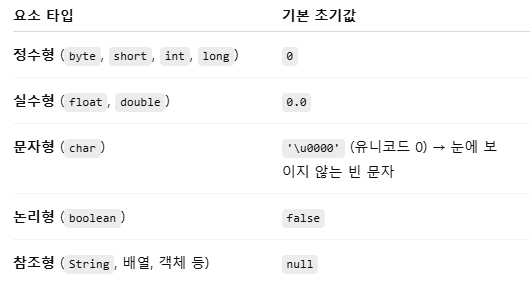 요소 타입 기본 초기값
정수형 (byte, short, int, long) 0
실수형 (float, double) 0.0
문자형 (char) '\u0000' (유니코드 0) → 눈에 보
이지 않는 빈 문자
논리형 (boolean) false
참조형 (String, 배열, 객체 등) null